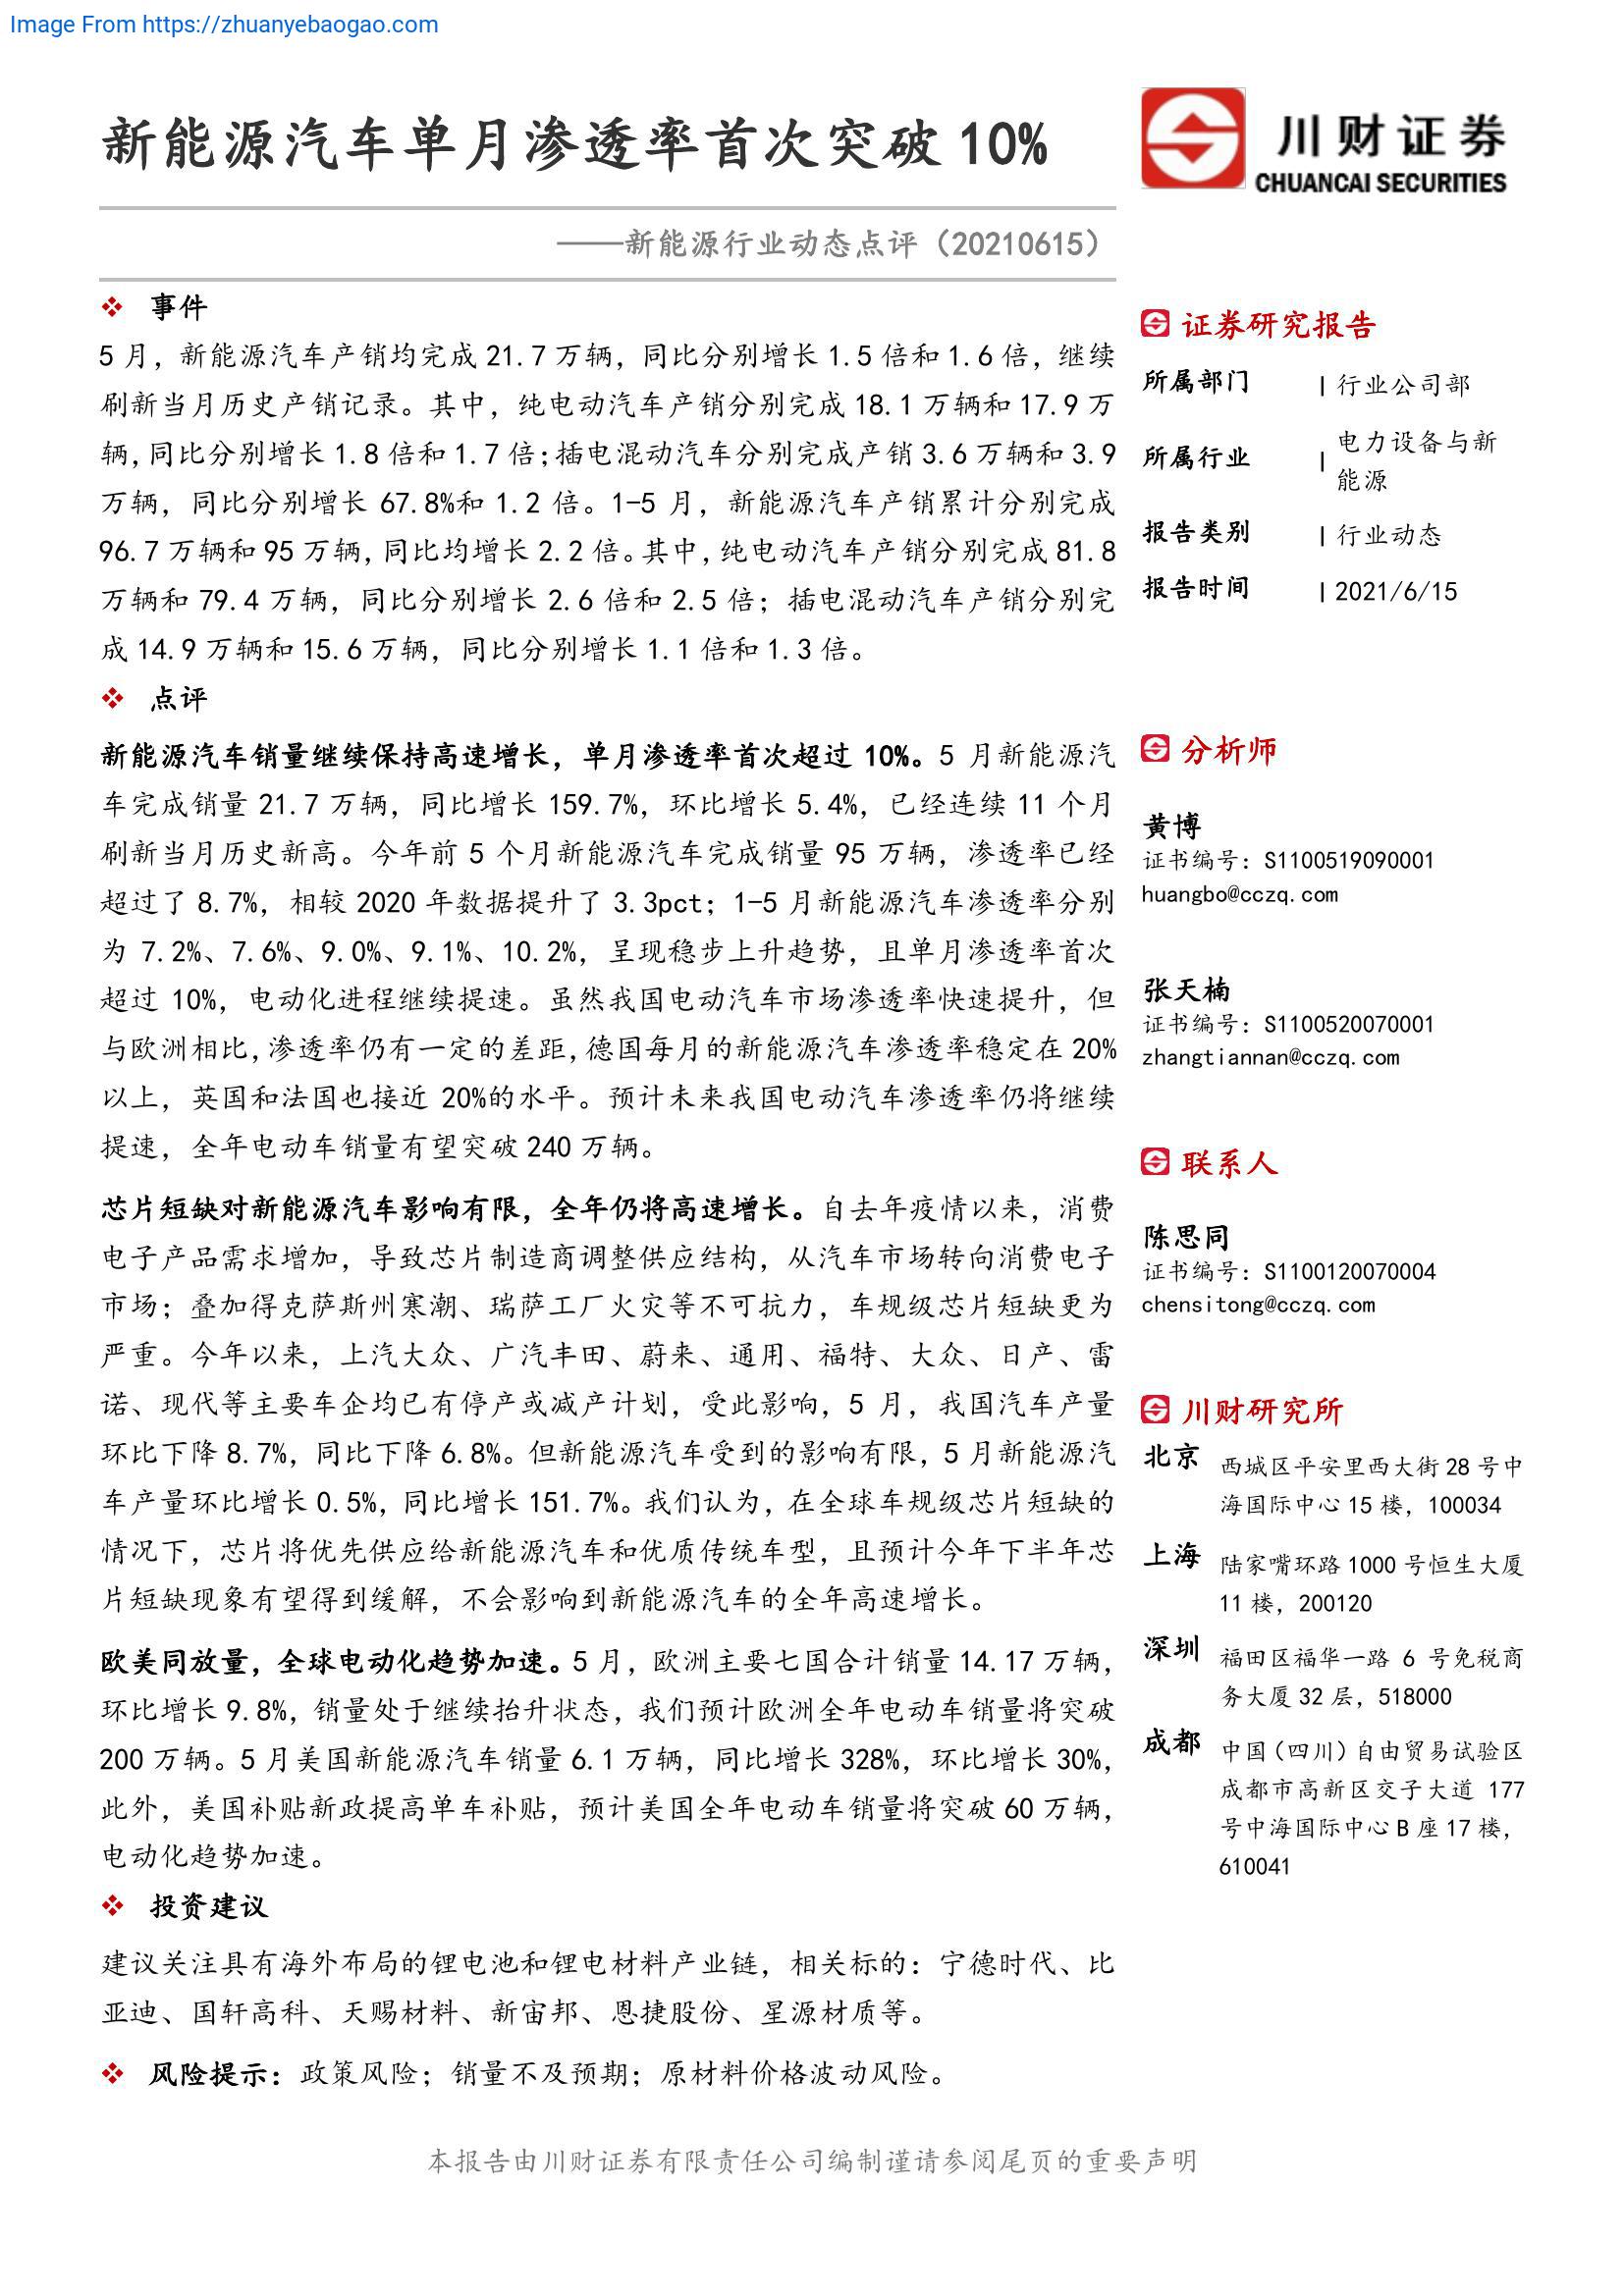 Image From https://zhuanyebaogao.com
新能源汽车单月渗透率首次突破 10%
川财证券
CHUANCAI SECURITIES
——新能源行业动态点评（20210615）
❖ 事件
5 月，新能源汽车产销均完成 21.7 万辆，同比分别增长 1.5 倍和 1.6 倍，继续
刷新当月历史产销记录。其中，纯电动汽车产销分别完成 18.1 万辆和 17.9 万
辆，同比分别增长 1.8 倍和 1.7 倍；插电混动汽车分别完成产销 3.6 万辆和 3.9
万辆，同比分别增长 67.8%和 1.2 倍。1-5 月，新能源汽车产销累计分别完成
96.7 万辆和 95 万辆，同比均增长 2.2 倍。其中，纯电动汽车产销分别完成 81.8
万辆和 79.4 万辆，同比分别增长 2.6 倍和 2.5 倍；插电混动汽车产销分别完
成 14.9 万辆和 15.6 万辆，同比分别增长 1.1 倍和 1.3 倍。
❖ 点评
新能源汽车销量继续保持高速增长，单月渗透率首次超过 10%。5 月新能源汽
车完成销量 21.7 万辆，同比增长 159.7%，环比增长 5.4%，已经连续 11 个月
刷新当月历史新高。今年前 5 个月新能源汽车完成销量 95 万辆，渗透率已经
超过了 8.7%，相较 2020 年数据提升了 3.3pct；1-5 月新能源汽车渗透率分别
为 7.2%、7.6%、9.0%、9.1%、10.2%，呈现稳步上升趋势，且单月渗透率首次
超过 10%，电动化进程继续提速。虽然我国电动汽车市场渗透率快速提升，但
与欧洲相比，渗透率仍有一定的差距，德国每月的新能源汽车渗透率稳定在 20%
以上，英国和法国也接近 20%的水平。预计未来我国电动汽车渗透率仍将继续
提速，全年电动车销量有望突破 240 万辆。
芯片短缺对新能源汽车影响有限，全年仍将高速增长。自去年疫情以来，消费
电子产品需求增加，导致芯片制造商调整供应结构，从汽车市场转向消费电子
市场；叠加得克萨斯州寒潮、瑞萨工厂火灾等不可抗力，车规级芯片短缺更为
严重。今年以来，上汽大众、广汽丰田、蔚来、通用、福特、大众、日产、雷
诺、现代等主要车企均已有停产或减产计划，受此影响，5 月，我国汽车产量
环比下降 8.7%，同比下降 6.8%。但新能源汽车受到的影响有限，5 月新能源汽
车产量环比增长 0.5%，同比增长 151.7%。我们认为，在全球车规级芯片短缺的
情况下，芯片将优先供应给新能源汽车和优质传统车型，且预计今年下半年芯
片短缺现象有望得到缓解，不会影响到新能源汽车的全年高速增长。
欧美同放量，全球电动化趋势加速。5 月，欧洲主要七国合计销量 14.17 万辆，
环比增长 9.8%，销量处于继续抬升状态，我们预计欧洲全年电动车销量将突破
200 万辆。5 月美国新能源汽车销量 6.1 万辆，同比增长 328%，环比增长 30%，
此外，美国补贴新政提高单车补贴，预计美国全年电动车销量将突破 60 万辆，
电动化趋势加速。
❖ 投资建议
建议关注具有海外布局的锂电池和锂电材料产业链，相关标的：宁德时代、比
亚迪、国轩高科、天赐材料、新宙邦、恩捷股份、星源材质等。
❖ 风险提示：政策风险；销量不及预期；原材料价格波动风险。
证券研究报告
所属部门 | 行业公司部
所属行业 | 电力设备与新
能源
报告类别 | 行业动态
报告时间 | 2021/6/15
分析师
黄博
证书编号：S1100519090001
huangbo@cczq.com
张天楠
证书编号：S1100520070001
zhangtiannan@cczq.com
联系人
陈思同
证书编号：S1100120070004
chensitong@cczq.com
川财研究所
北京 西城区平安里西大街 28 号中
海国际中心 15 楼，100034
上海 陆家嘴环路 1000 号恒生大厦
11 楼，200120
深圳 福田区福华一路 6 号免税商
务大厦 32 层，518000
成都 中国（四川）自由贸易试验区
成都市高新区交子大道 177
号中海国际中心 B 座 17 楼，
610041
本报告由川财证券有限责任公司编制谨请参阅尾页的重要声明